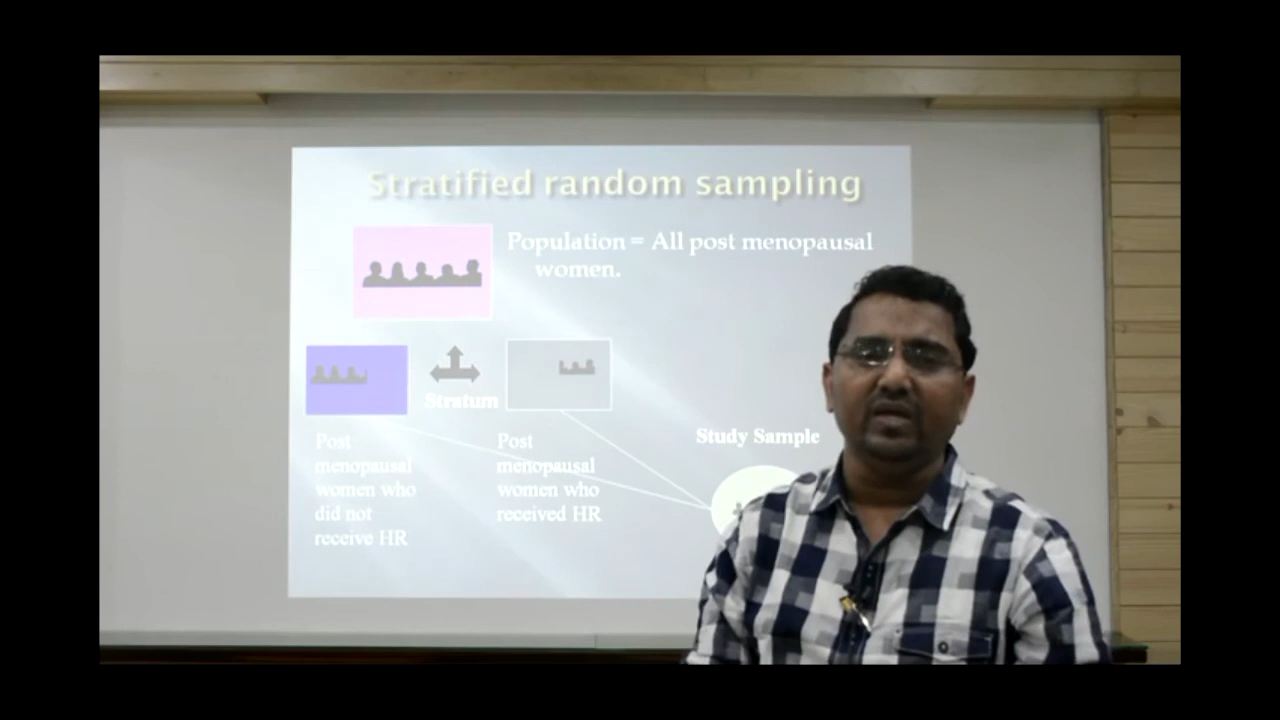 Stratified random sampling
Population = All post menopausal
women.
Stratum
Post
menopausal
women who
did not
receive HR
Post
menopausal
women who
received HR
Study Sample